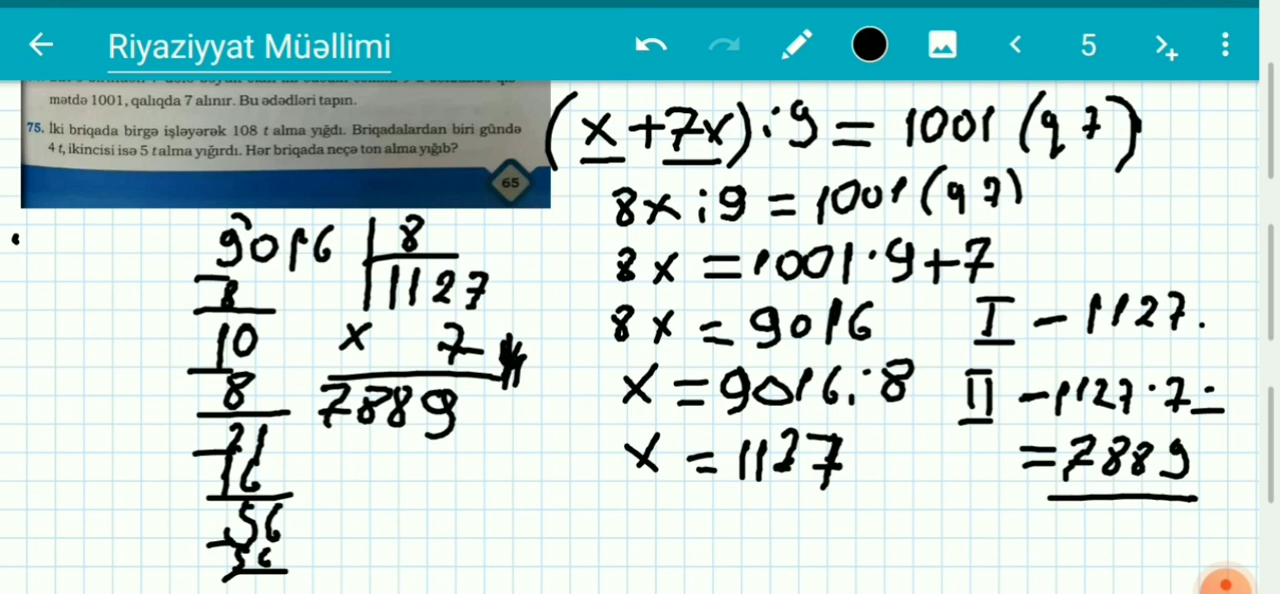 Riyaziyyat Müəllimi
5
mətdə 1001, qalıqda 7 alınır. Bu ədədləri tapın.
75. İki briqada birgə işləyərək 108 t alma yığdı. Briqadalardan biri gündə
4 t, ikincisi isə 5 t alma yığırdı. Hər briqada neçə ton alma yığıb?
65
(x+7x):9=1001(q7)
8x:9=1001(q7)
8x=1001·9+7
8x=9016
x=9016:8
x=1127
I-1127.
II-1127·7=
=7889
9016 8
-8 1127
10 x 7
-8 7889
21
-16
56
-56